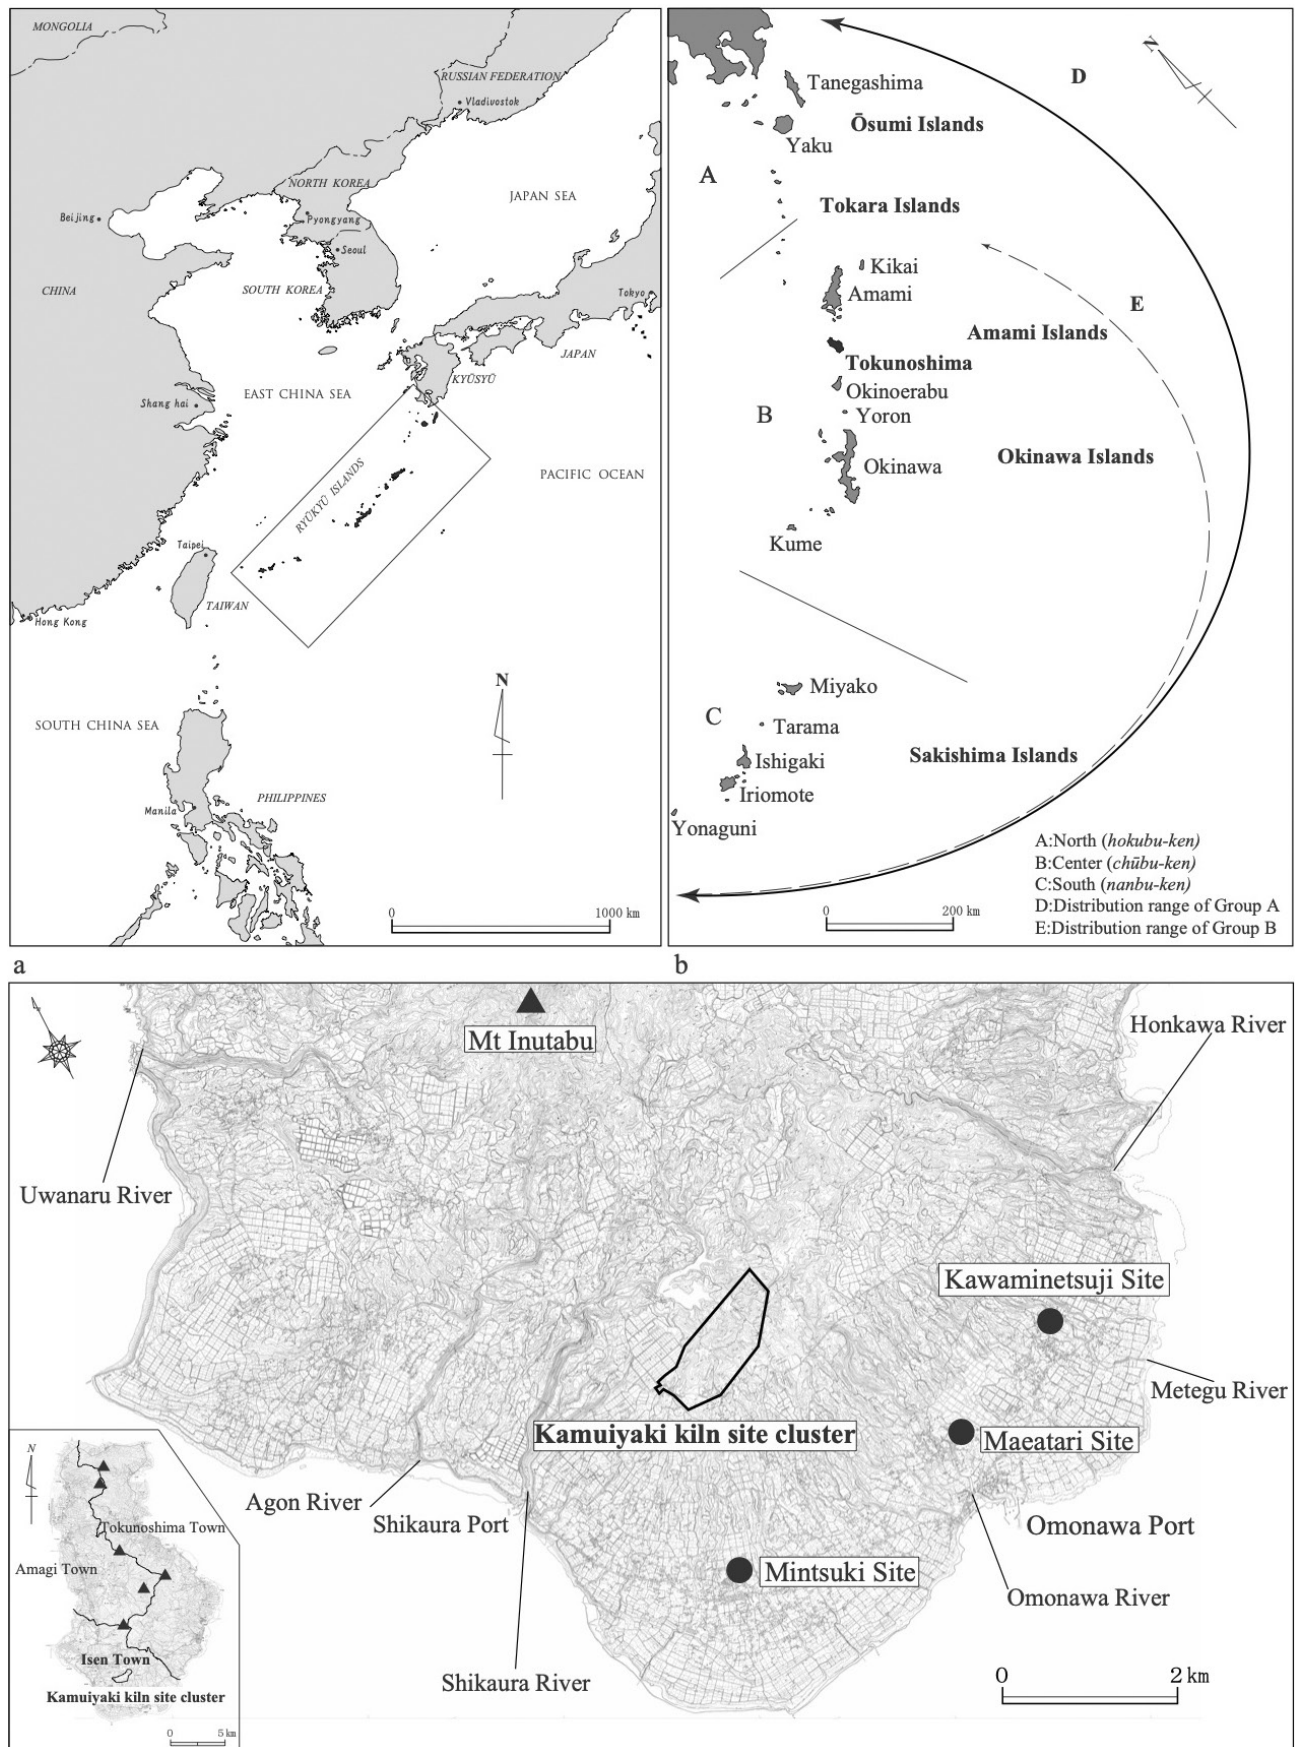 MONGOLIA
RUSSIAN FEDERATION
Vladivostok
NORTH KOREA
JAPAN SEA
Beijing
Pyongyang
Seoul
CHINA
SOUTH KOREA
Tokyo
JAPAN
KYŪSYŪ
EAST CHINA SEA
Shang hai
RYŪKYŪ ISLANDS
PACIFIC OCEAN
Taipei
TAIWAN
Hong Kong
N
SOUTH CHINA SEA
PHILIPPINES
Manila
0 1000 km
a
N
D
Tanegashima
Ōsumi Islands
Yaku
A
Tokara Islands
Kikai
Amami
E
Amami Islands
Tokunoshima
Okinoerabu
B
Yoron
Okinawa Islands
Okinawa
Kume
Miyako
C
Tarama
Sakishima Islands
Ishigaki
Iriomote
Yonaguni
A:North (hokubu-ken)
B:Center (chūbu-ken)
C:South (nanbu-ken)
D:Distribution range of Group A
E:Distribution range of Group B
0 200 km
b
Mt Inutabu
Honkawa River
Uwanaru River
Kawaminetsuji Site
Metegu River
Kamuiyaki kiln site cluster
Maeatari Site
Agon River
Shikaura Port
Omonawa Port
Mintsuki Site
Omonawa River
Shikaura River
0 2 km
N
Tokunoshima Town
Amagi Town
Isen Town
Kamuiyaki kiln site cluster
0 5 km